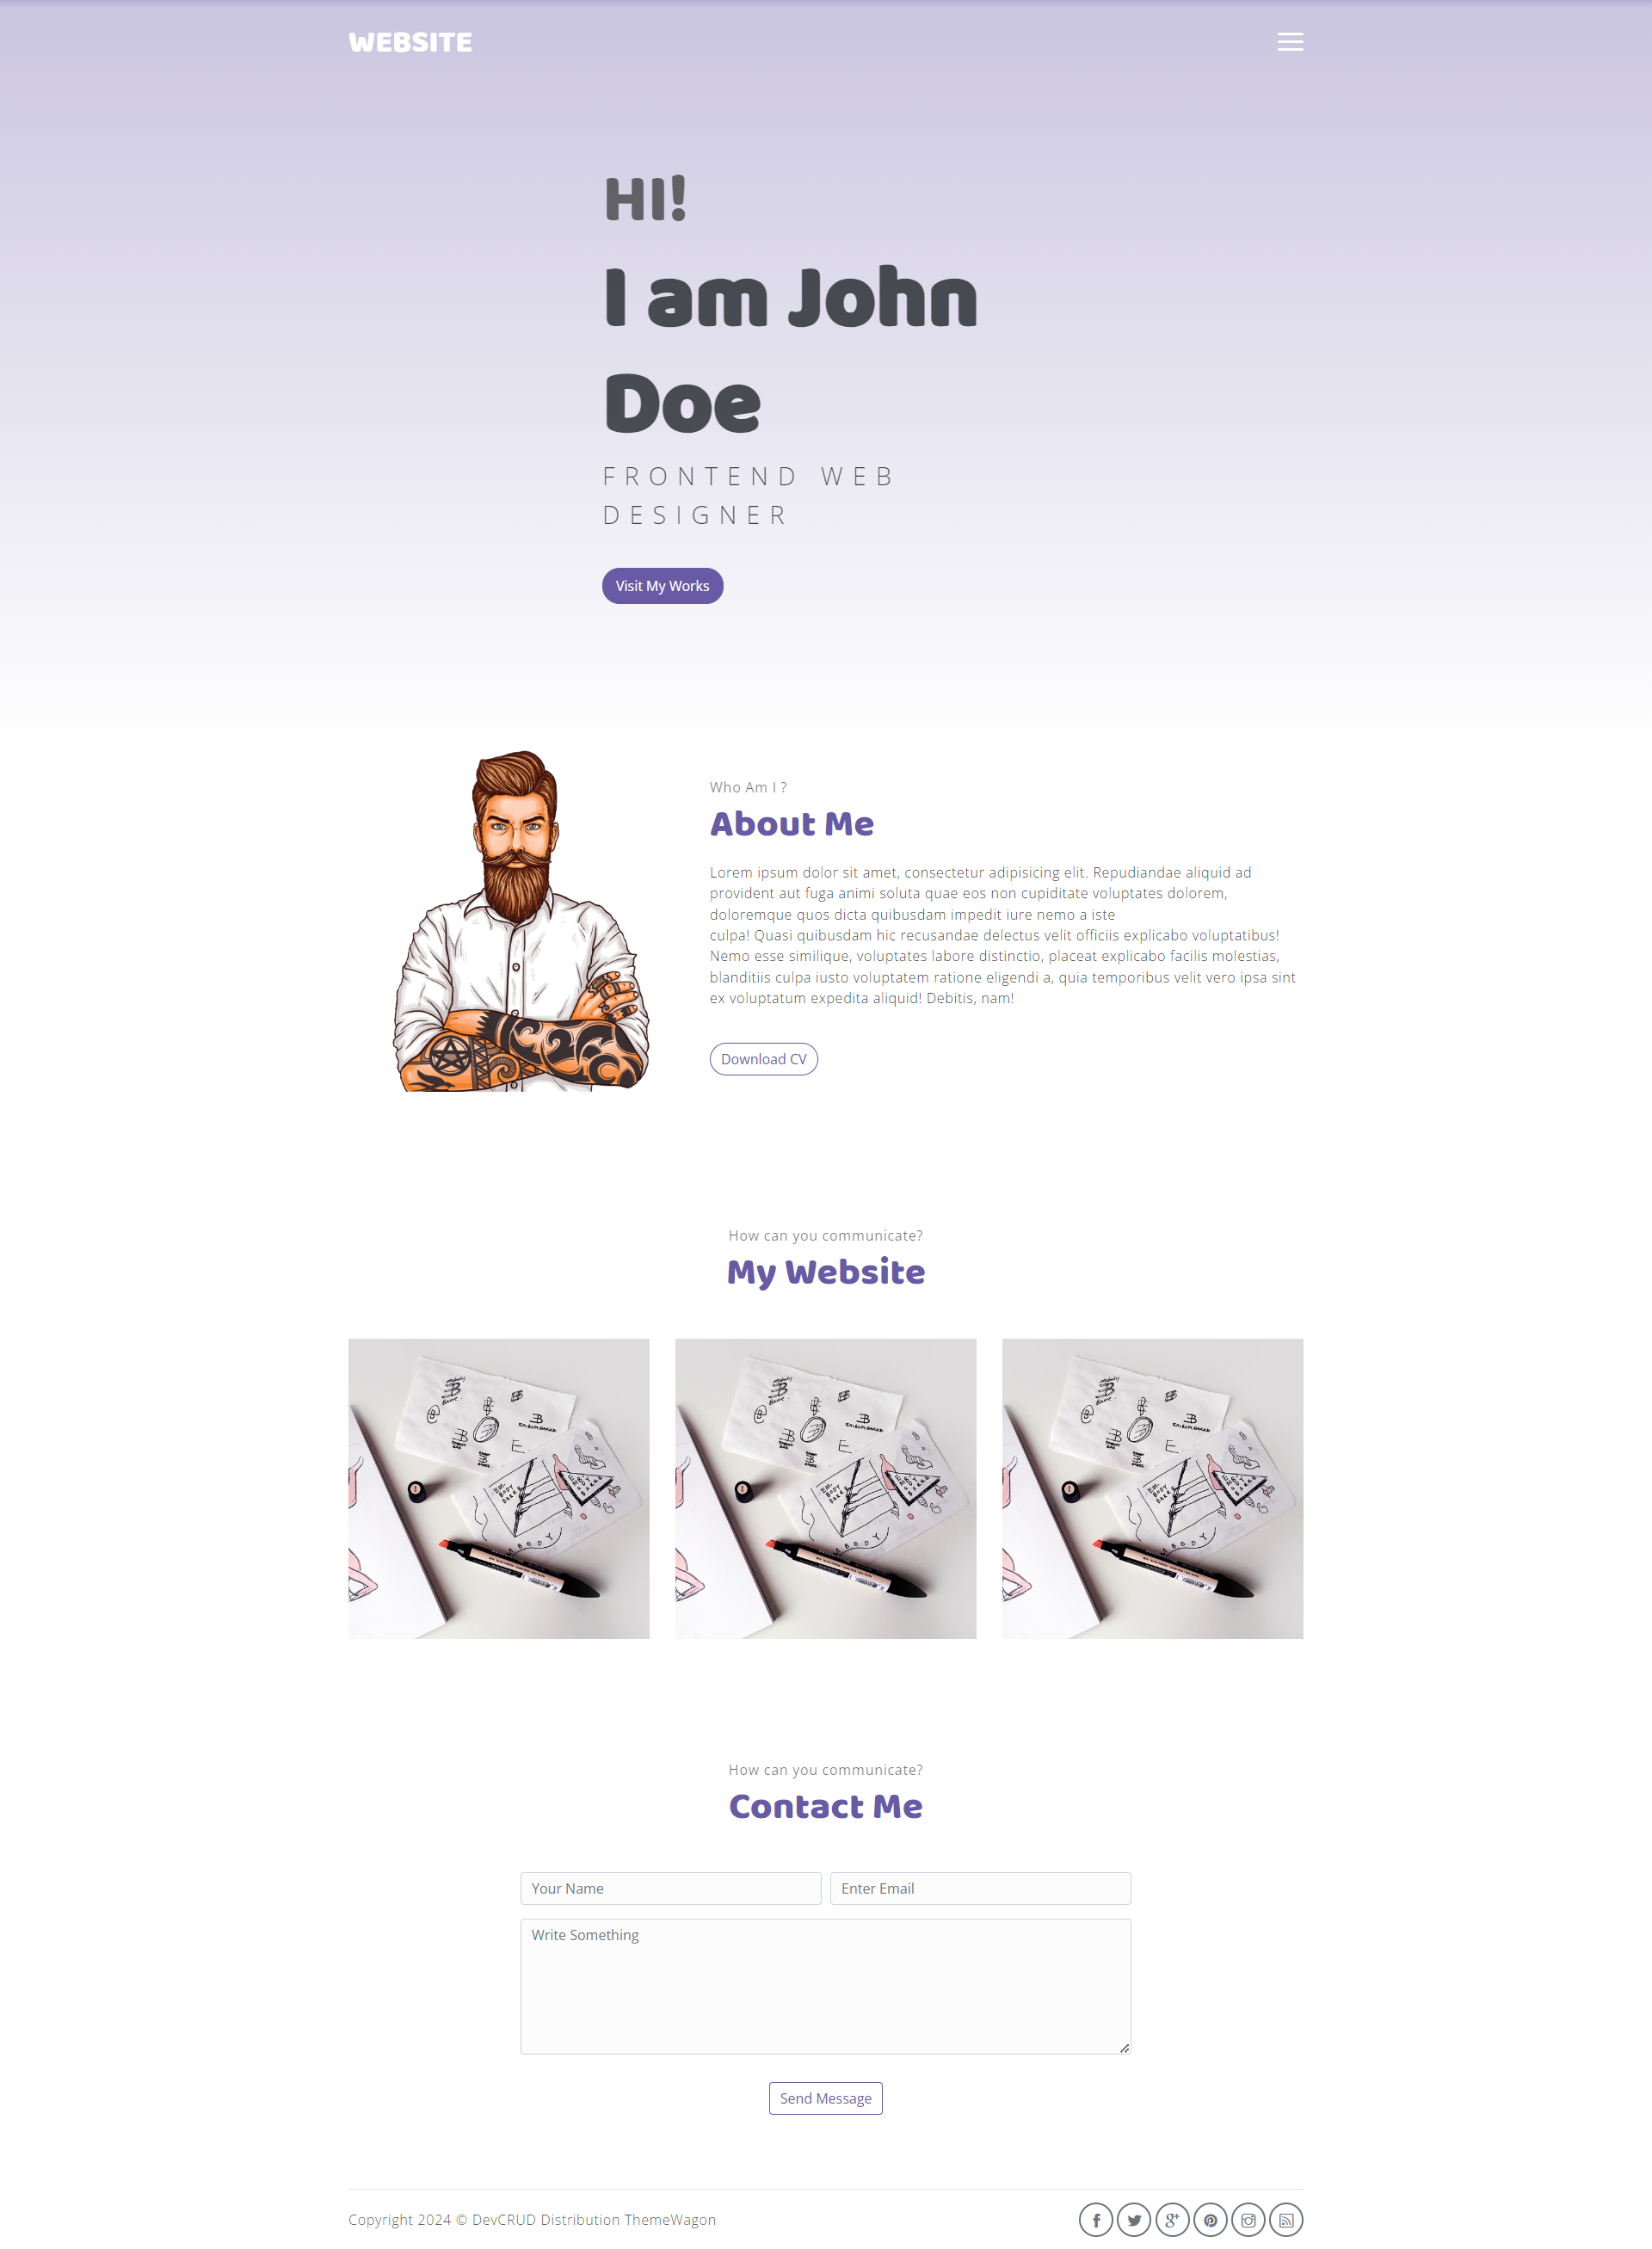 WEBSITE
HI!
I am John
Doe
FRONTEND WEB
DESIGNER
Visit My Works
Who Am I ?
About Me
Lorem ipsum dolor sit amet, consectetur adipisicing elit. Repudiandae aliquid ad
provident aut fuga animi soluta quae eos non cupiditate voluptates dolorem,
doloremque quos dicta quibusdam impedit iure nemo a iste
culpa! Quasi quibusdam hic recusandae delectus velit officiis explicabo voluptatibus!
Nemo esse similique, voluptates labore distinctio, placeat explicabo facilis molestias,
blanditiis culpa iusto voluptatem ratione eligendi a, quia temporibus velit vero ipsa sint
ex voluptatum expedita aliquid! Debitis, nam!
Download CV
How can you communicate?
My Website
How can you communicate?
Contact Me
Your Name
Enter Email
Write Something
Send Message
Copyright 2024 © DevCRUD Distribution ThemeWagon